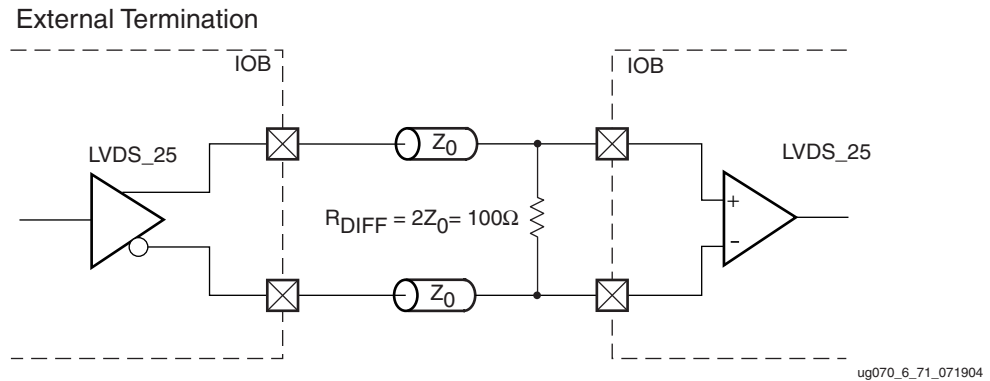 External Termination
IOB
IOB
Z0
LVDS_25
LVDS_25
RDIFF = 2Z0= 100Ω
+
–
Z0
ug070_6_71_071904